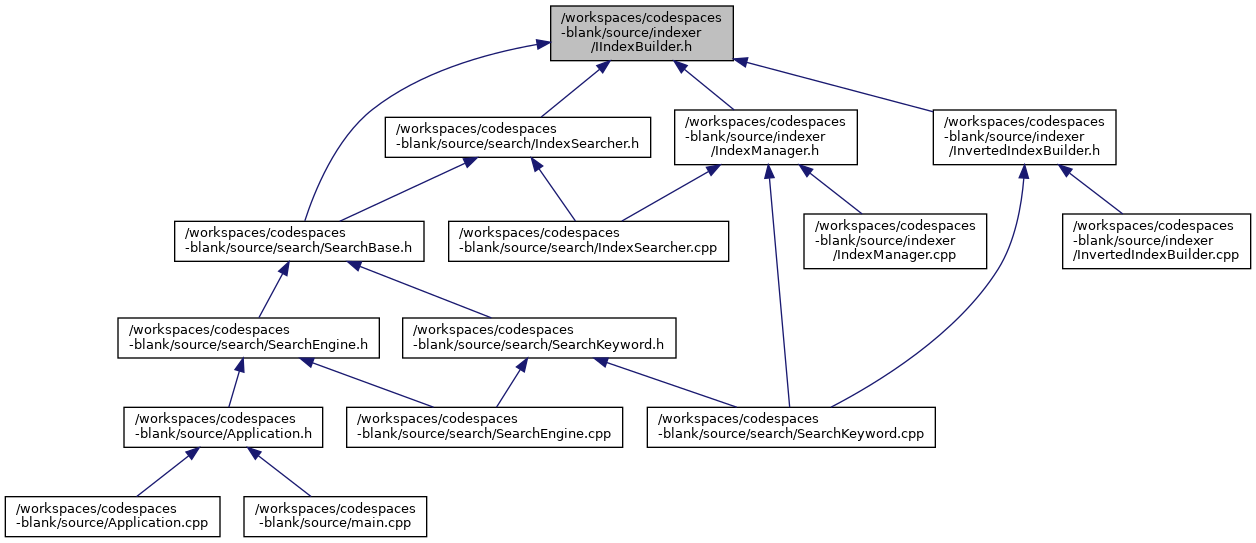 /workspaces/codespaces
-blank/source/indexer
/IIndexBuilder.h
/workspaces/codespaces
-blank/source/search/IndexSearcher.h
/workspaces/codespaces
-blank/source/indexer
/IndexManager.h
/workspaces/codespaces
-blank/source/indexer
/InvertedIndexBuilder.h
/workspaces/codespaces
-blank/source/search/SearchBase.h
/workspaces/codespaces
-blank/source/search/IndexSearcher.cpp
/workspaces/codespaces
-blank/source/indexer
/IndexManager.cpp
/workspaces/codespaces
-blank/source/indexer
/InvertedIndexBuilder.cpp
/workspaces/codespaces
-blank/source/search/SearchEngine.h
/workspaces/codespaces
-blank/source/search/SearchKeyword.h
/workspaces/codespaces
-blank/source/Application.h
/workspaces/codespaces
-blank/source/search/SearchEngine.cpp
/workspaces/codespaces
-blank/source/search/SearchKeyword.cpp
/workspaces/codespaces
-blank/source/Application.cpp
/workspaces/codespaces
-blank/source/main.cpp